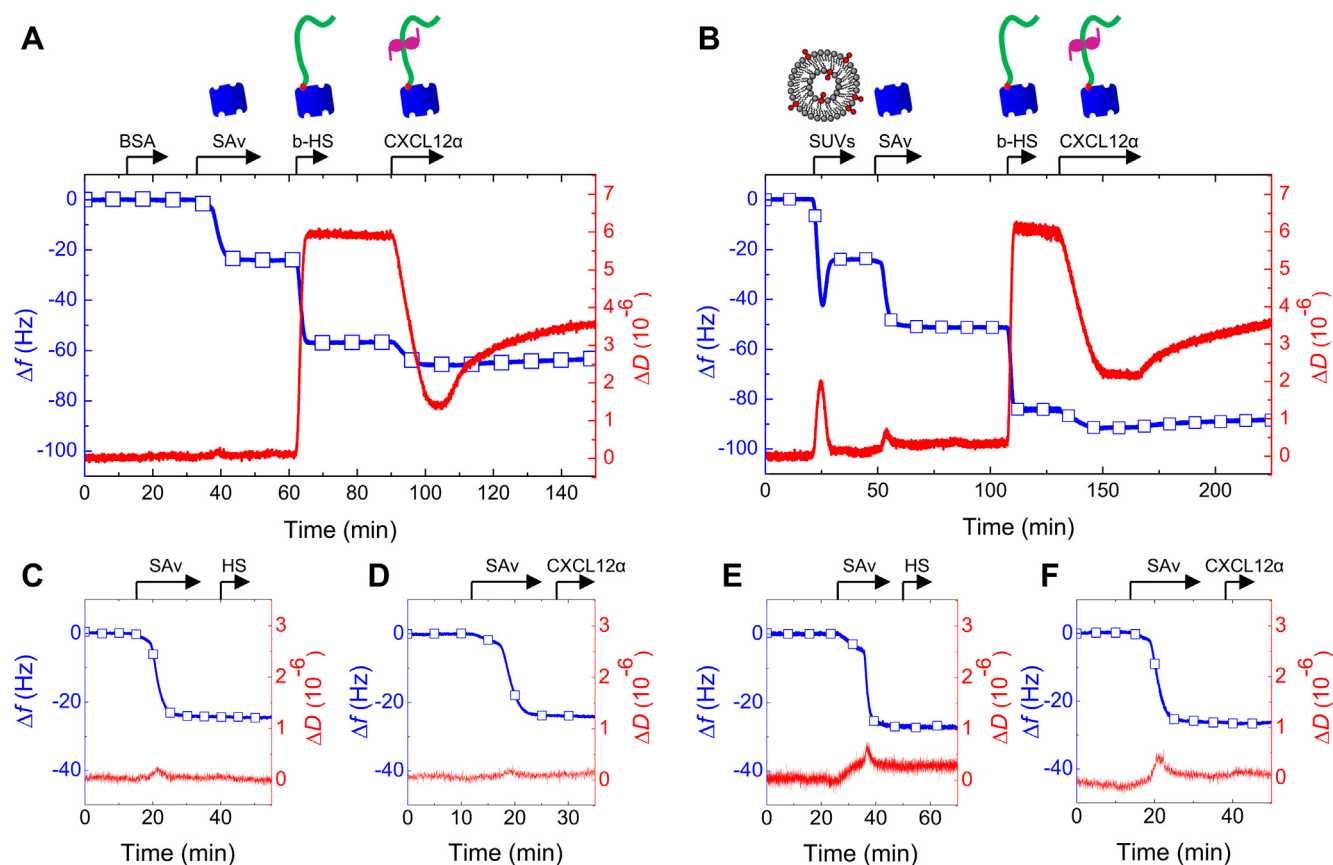 A
BSA
SAv
b-HS
CXCL12α
0
-20
-40
-60
-80
-100
Δf (Hz)
7
6
5
4
3
2
1
0
ΔD (10-6)
0 20 40 60 80 100 120 140
Time (min)
B
SUVs
SAv
b-HS
CXCL12α
0
-20
-40
-60
-80
-100
Δf (Hz)
7
6
5
4
3
2
1
0
ΔD (10-6)
0 50 100 150 200
Time (min)
C
SAv
HS
0
-20
-40
Δf (Hz)
3
2
1
0
ΔD (10-6)
0 20 40
Time (min)
D
SAv
CXCL12α
0
-20
-40
Δf (Hz)
3
2
1
0
ΔD (10-6)
0 10 20 30
Time (min)
E
SAv
HS
0
-20
-40
Δf (Hz)
3
2
1
0
ΔD (10-6)
0 20 40 60
Time (min)
F
SAv
CXCL12α
0
-20
-40
Δf (Hz)
3
2
1
0
ΔD (10-6)
0 20 40
Time (min)